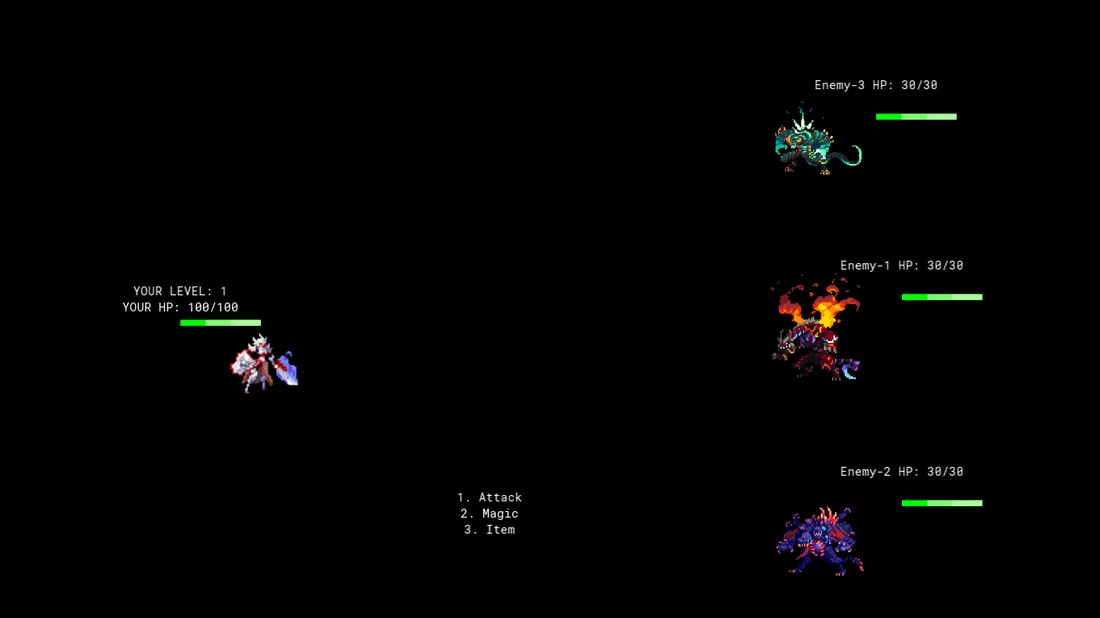 Enemy-3 HP: 30/30
Enemy-1 HP: 30/30
YOUR LEVEL: 1
YOUR HP: 100/100
Enemy-2 HP: 30/30
1. Attack
2. Magic
3. Item